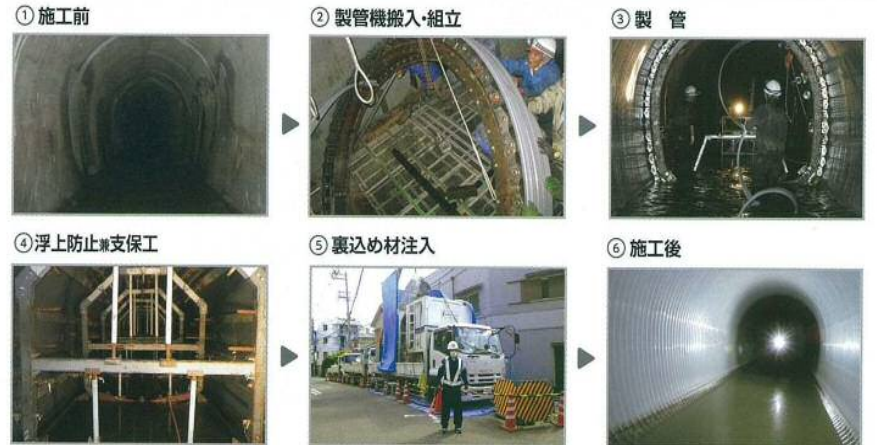 ① 施工前
② 製管機搬入・組立
③ 製　管
④浮上防止兼支保工
⑤ 裏込め材注入
⑥ 施工後